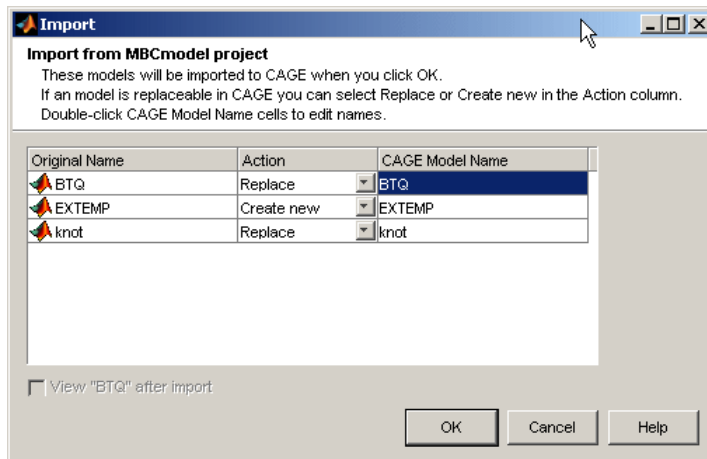 Import
Import from MBCmodel project
These models will be imported to CAGE when you click OK.
If an model is replaceable in CAGE you can select Replace or Create new in the Action column.
Double-click CAGE Model Name cells to edit names.
Original Name Action CAGE Model Name
BTQ Replace BTQ
EXTEMP Create new EXTEMP
knot Replace knot
View "BTQ" after import
OK Cancel Help